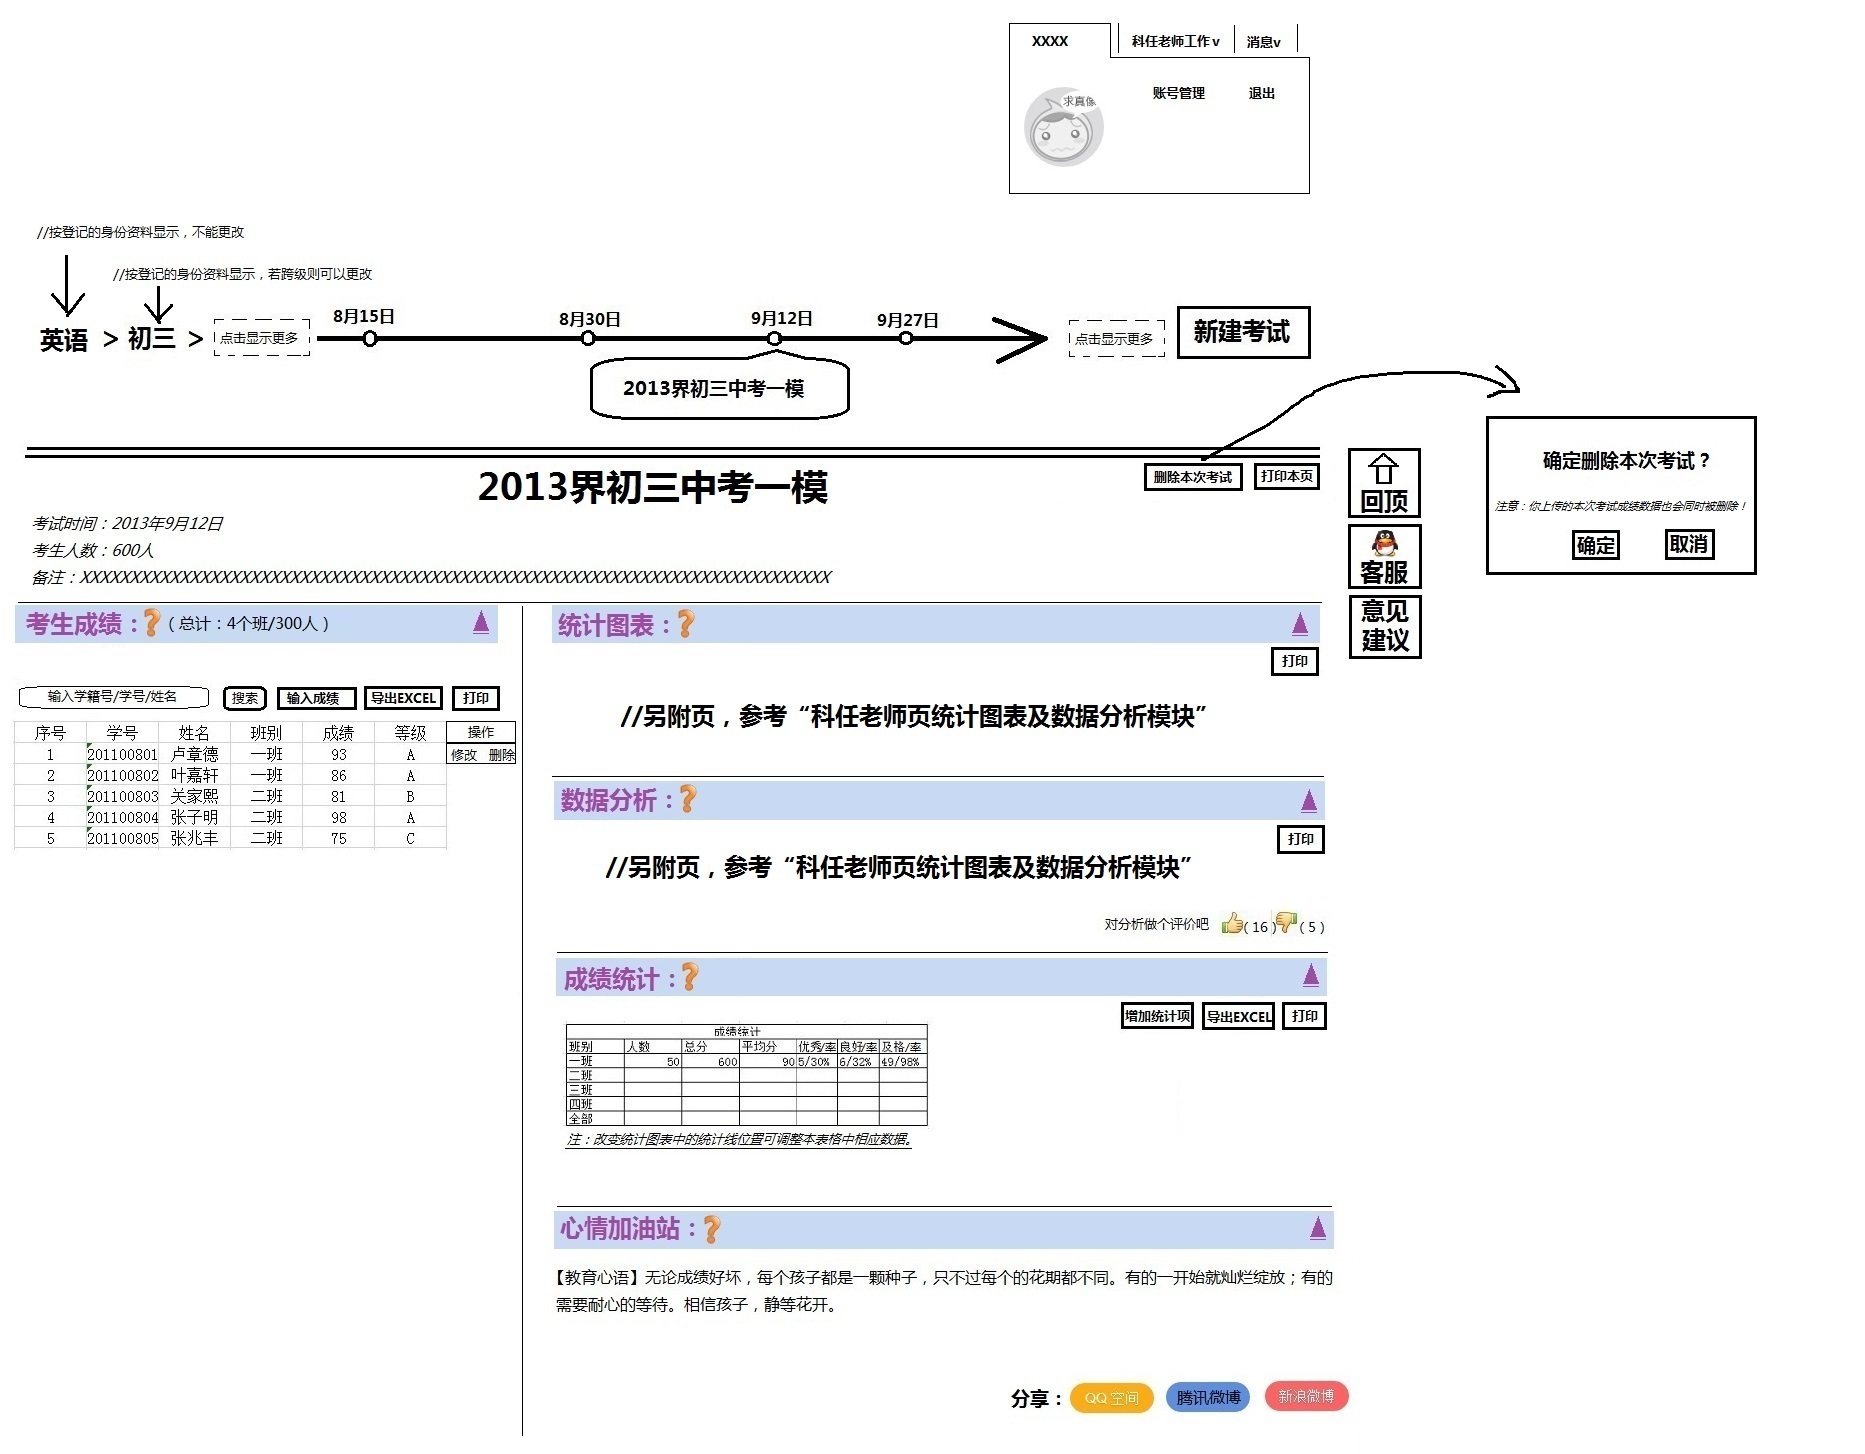 XXXX
科任老师工作v
消息v
求真像
账号管理
退出
//按登记的身份资料显示，不能更改
//按登记的身份资料显示，若跨级则可以更改
英语 > 初三 >
点击显示更多
8月15日
8月30日
9月12日
9月27日
点击显示更多
新建考试
2013界初三中考一模
2013界初三中考一模
删除本次考试
打印本页
确定删除本次考试？
注意：你上传的本次考试成绩数据也会同时被删除！
确定
取消
回顶
客服
意见
建议
考试时间：2013年9月12日
考生人数：600人
考生成绩：（总计：4个班/300人）
输入学籍号/学号/姓名
搜索
输入成绩
导出EXCEL
打印
序号 学号 姓名 班别 成绩 等级 操作
1 201100801 卢章德 一班 93 A 修改 删除
2 201100802 叶嘉轩 一班 86 A
3 201100803 关家熙 二班 81 B
4 201100804 张子明 二班 98 A
5 201100805 张兆丰 二班 75 C
统计图表：
打印
//另附页，参考“科任老师页统计图表及数据分析模块”
数据分析：
打印
//另附页，参考“科任老师页统计图表及数据分析模块”
对分析做个评价吧 （16） （5）
成绩统计：
增加统计项
导出EXCEL
打印
成绩统计
班别 人数 总分 平均分 优秀/率 良好/率 及格/率
一班 50 600 90 5/30% 6/32% 49/98%
二班
三班
四班
全部
注：改变统计图表中的统计线位置可调整本表格中相应数据。
心情加油站：
【教育心语】无论成绩好坏，每个孩子都是一颗种子，只不过每个的花期都不同。有的一开始就灿烂绽放；有的
需要耐心的等待。相信孩子，静等花开。
分享：
QQ 空间
腾讯微博
新浪微博